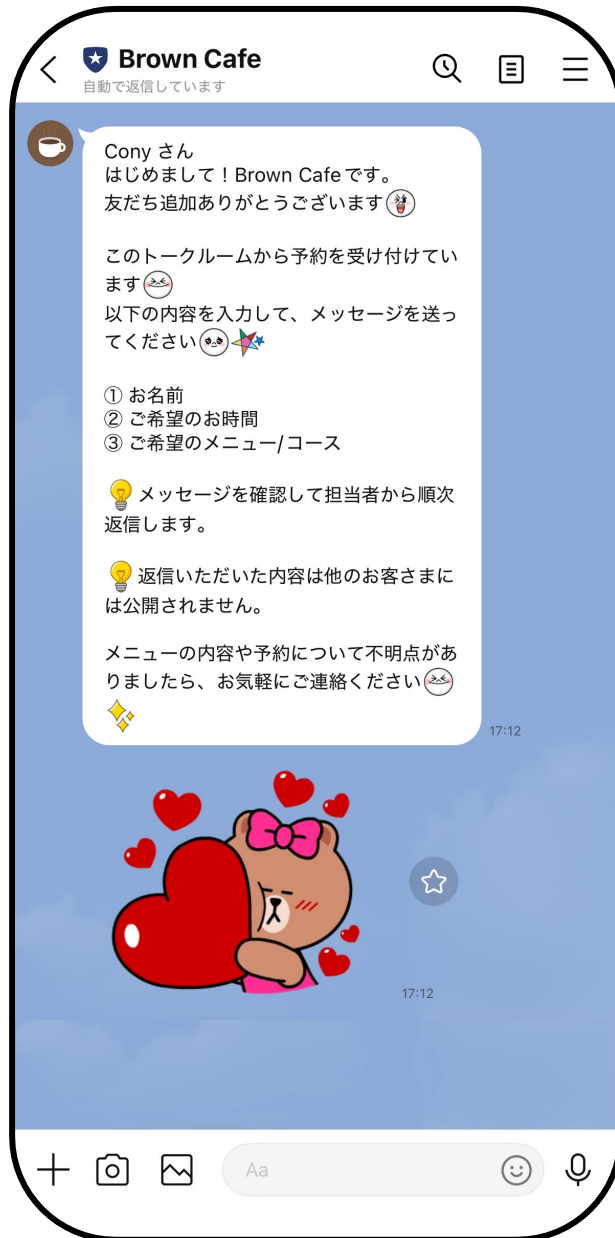 Brown Cafe
自動で返信しています
Cony さん
はじめまして！Brown Cafeです。
友だち追加ありがとうございます
このトークルームから予約を受け付けてい
ます
以下の内容を入力して、メッセージを送っ
てください
① お名前
② ご希望のお時間
③ ご希望のメニュー/コース
メッセージを確認して担当者から順次
返信します。
返信いただいた内容は他のお客さまに
は公開されません。
メニューの内容や予約について不明点があ
りましたら、お気軽にご連絡ください
17:12
17:12
Aa